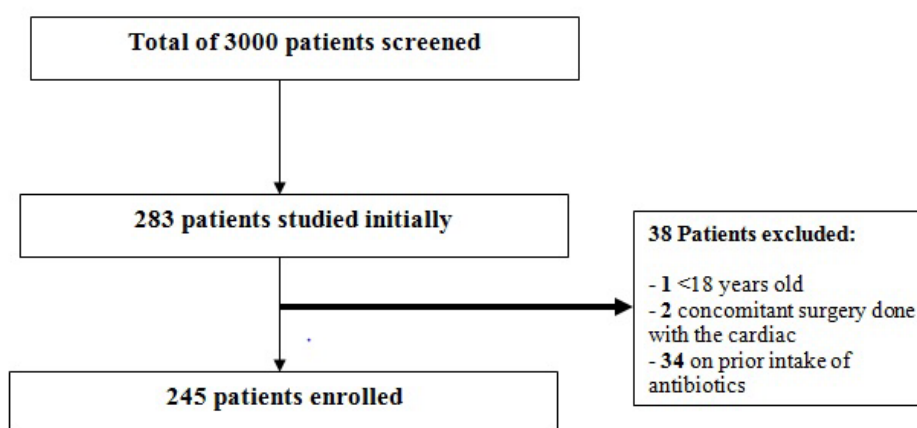 Total of 3000 patients screened
283 patients studied initially
38 Patients excluded:
- 1 <18 years old
- 2 concomitant surgery done
with the cardiac
- 34 on prior intake of
antibiotics
245 patients enrolled